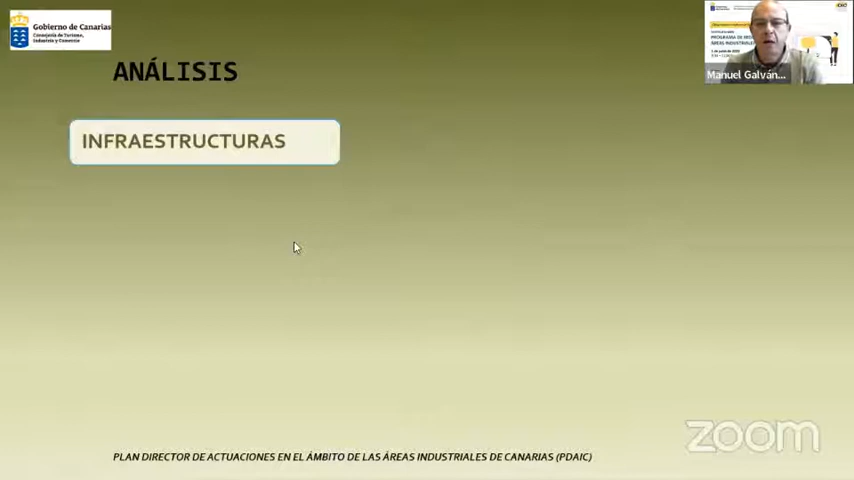 Gobierno de Canarias
Consejería de Turismo,
Industria y Comercio
Manuel Galván...
ANÁLISIS
INFRAESTRUCTURAS
zoom
PLAN DIRECTOR DE ACTUACIONES EN EL ÁMBITO DE LAS ÁREAS INDUSTRIALES DE CANARIAS (PDAIC)